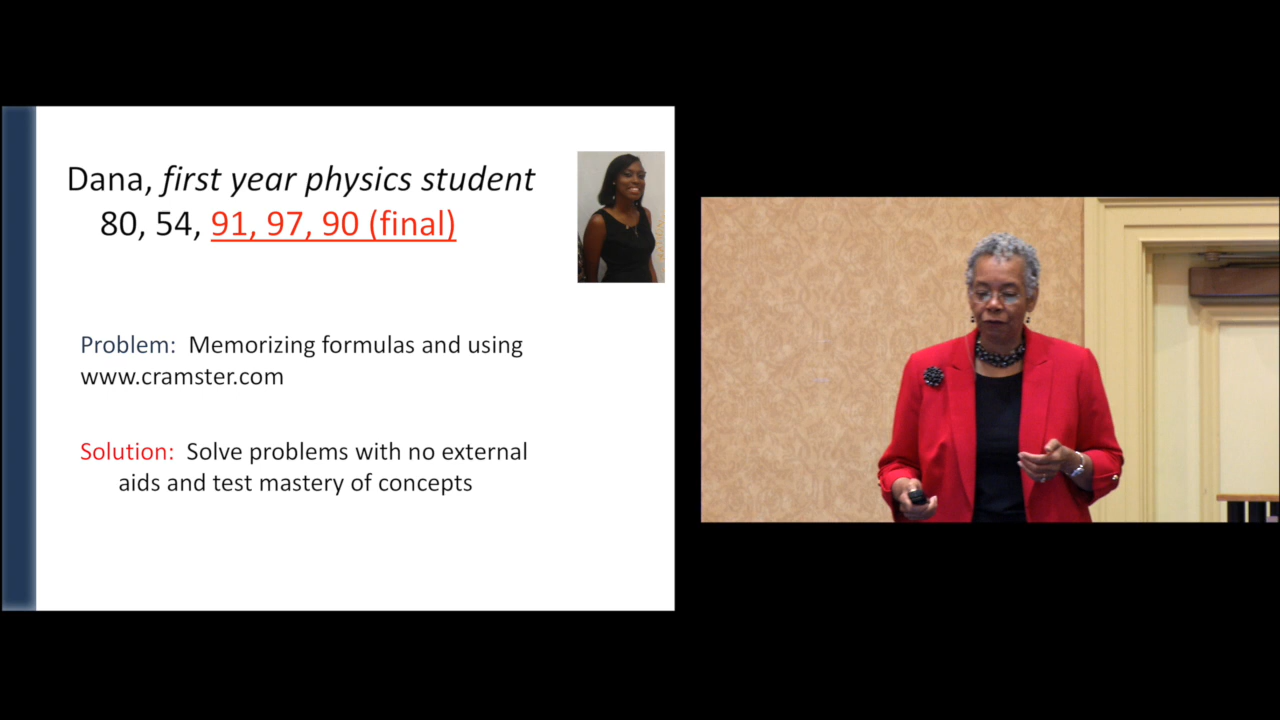 Dana, first year physics student
80, 54, 91, 97, 90 (final)
Problem: Memorizing formulas and using
www.cramster.com
Solution: Solve problems with no external
aids and test mastery of concepts